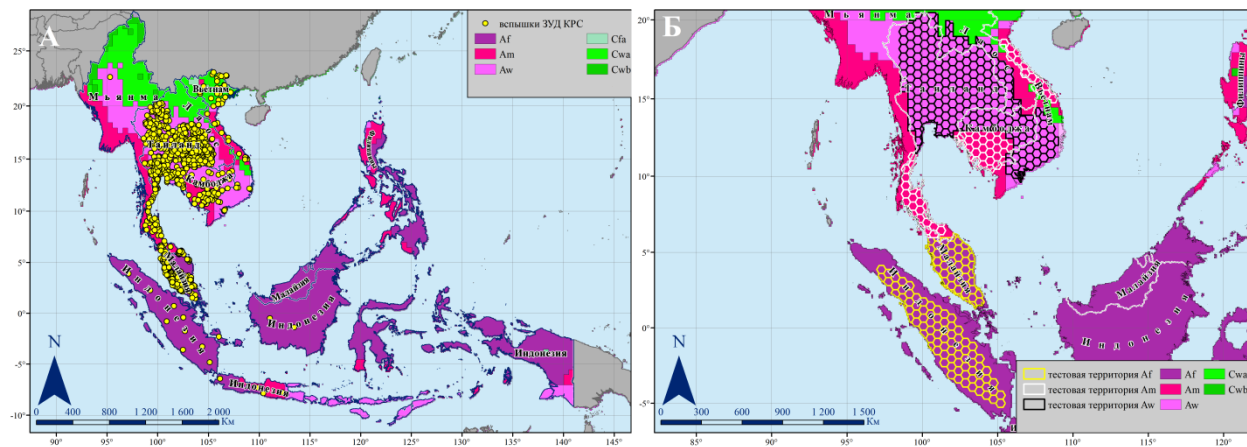 А
вспышки ЗУД КРС
Af
Cfa
Am
Cwa
Aw
Cwb
25°
20°
15°
10°
5°
0°
-5°
-10°
Мьянма
Вьетнам
Таиланд
Камбоджа
Филиппины
Малайзия
Индонезия
Малайзия
Индонезия
Индонезия
Индонезия
N
0 400 800 1 200 1 600 2 000
Км
90° 95° 100° 105° 110° 115° 120° 125° 130° 135° 140° 145°
Б
20°
15°
10°
5°
0°
-5°
Мьянма
Таиланд
Вьетнам
Камбоджа
Филиппины
Малайзия
Индонезия
Малайзия
Индонезия
N
0 300 600 900 1 200 1 500
Км
тестовая территория Af
Af
Cwa
тестовая территория Am
Am
Cwb
тестовая территория Aw
Aw
85° 90° 95° 100° 105° 110° 115° 120°